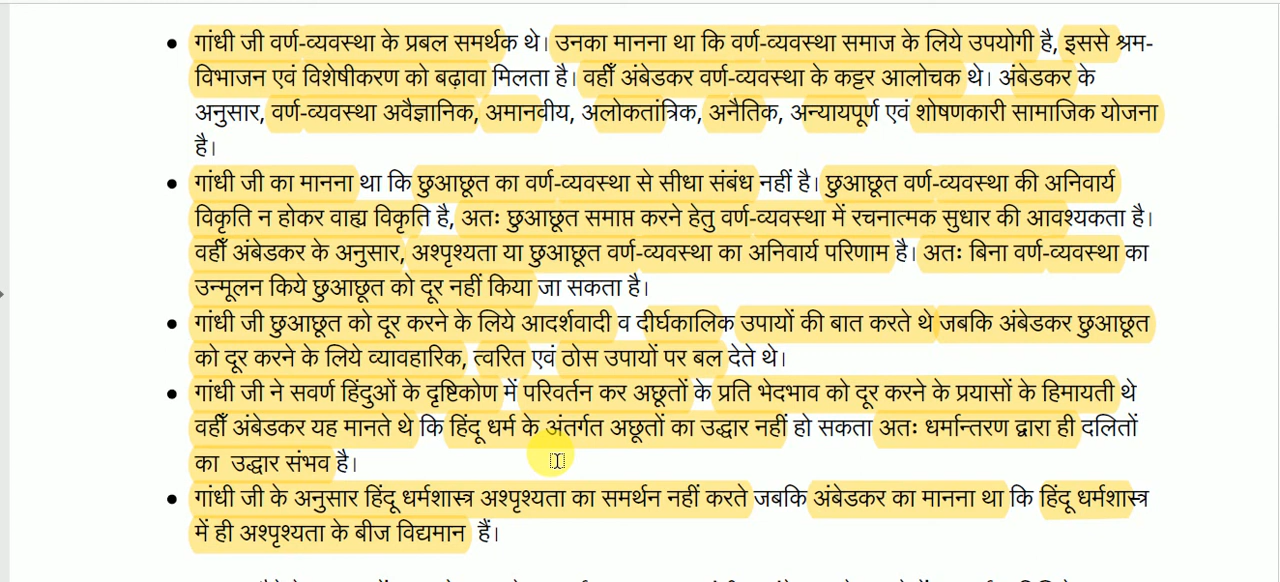 • गांधी जी वर्ण-व्यवस्था के प्रबल समर्थक थे। उनका मानना था कि वर्ण-व्यवस्था समाज के लिये उपयोगी है, इससे श्रम-
विभाजन एवं विशेषीकरण को बढ़ावा मिलता है। वहीँ अंबेडकर वर्ण-व्यवस्था के कट्टर आलोचक थे। अंबेडकर के
अनुसार, वर्ण-व्यवस्था अवैज्ञानिक, अमानवीय, अलोकतांत्रिक, अनैतिक, अन्यायपूर्ण एवं शोषणकारी सामाजिक योजना
है।
• गांधी जी का मानना था कि छुआछूत का वर्ण-व्यवस्था से सीधा संबंध नहीं है। छुआछूत वर्ण-व्यवस्था की अनिवार्य
विकृति न होकर वाह्य विकृति है, अतः छुआछूत समाप्त करने हेतु वर्ण-व्यवस्था में रचनात्मक सुधार की आवश्यकता है।
वहीँ अंबेडकर के अनुसार, अश्पृश्यता या छुआछूत वर्ण-व्यवस्था का अनिवार्य परिणाम है। अतः बिना वर्ण-व्यवस्था का
उन्मूलन किये छुआछूत को दूर नहीं किया जा सकता है।
• गांधी जी छुआछूत को दूर करने के लिये आदर्शवादी व दीर्घकालिक उपायों की बात करते थे जबकि अंबेडकर छुआछूत
को दूर करने के लिये व्यावहारिक, त्वरित एवं ठोस उपायों पर बल देते थे।
• गांधी जी ने सवर्ण हिंदुओं के दृष्टिकोण में परिवर्तन कर अछूतों के प्रति भेदभाव को दूर करने के प्रयासों के हिमायती थे
वहीँ अंबेडकर यह मानते थे कि हिंदू धर्म के अंतर्गत अछूतों का उद्धार नहीं हो सकता अतः धर्मान्तरण द्वारा ही दलितों
का उद्धार संभव है।
• गांधी जी के अनुसार हिंदू धर्मशास्त्र अश्पृश्यता का समर्थन नहीं करते जबकि अंबेडकर का मानना था कि हिंदू धर्मशास्त्र
में ही अश्पृश्यता के बीज विद्यमान हैं।